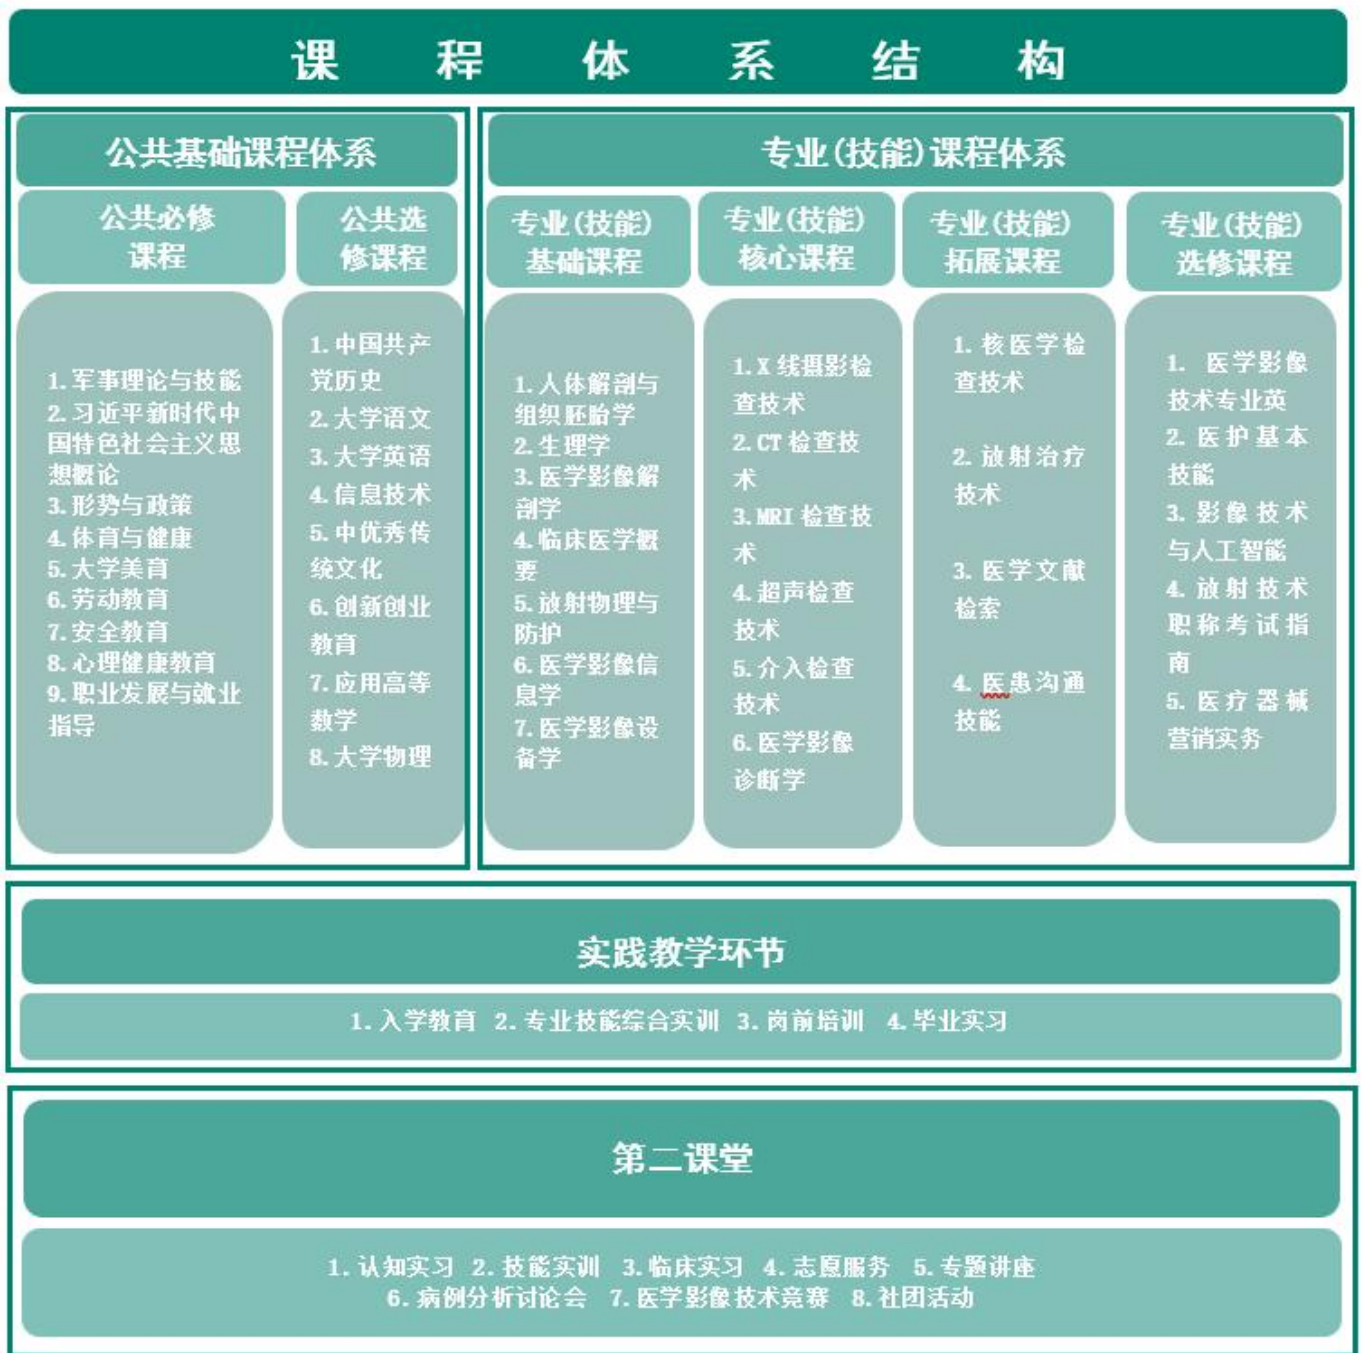 课程体系结构
公共基础课程体系
公共必修
课程
1.军事理论与技能
2.习近平新时代中
国特色社会主义思
想概论
3.形势与政策
4.体育与健康
5.大学美育
6.劳动教育
7.安全教育
8.心理健康教育
9.职业发展与就业
指导
公共选
修课程
1.中国共产
党历史
2.大学语文
3.大学英语
4.信息技术
5.中优秀传
统文化
6.创新创业
教育
7.应用高等
数学
8.大学物理
专业(技能)课程体系
专业(技能)
基础课程
1.人体解剖与
组织胚胎学
2.生理学
3.医学影像解
剖学
4.临床医学概
要
5.放射物理与
防护
6.医学影像信
息学
7.医学影像设
备学
专业(技能)
核心课程
1.X线摄影检
查技术
2.CT检查技
术
3.MRI检查技
术
4.超声检查
技术
5.介入检查
技术
6.医学影像
诊断学
专业(技能)
拓展课程
1.核医学检
查技术
2.放射治疗
技术
3.医学文献
检索
4.医患沟通
技能
专业(技能)
选修课程
1. 医学影像
技术专业英
2.医护基本
技能
3.影像技术
与人工智能
4.放射技术
职称考试指
南
5.医疗器械
营销实务
实践教学环节
1.入学教育 2.专业技能综合实训 3.岗前培训 4.毕业实习
第二课堂
1.认知实习 2.技能实训 3.临床实习 4.志愿服务 5.专题讲座
6.病例分析讨论会 7.医学影像技术竞赛 8.社团活动